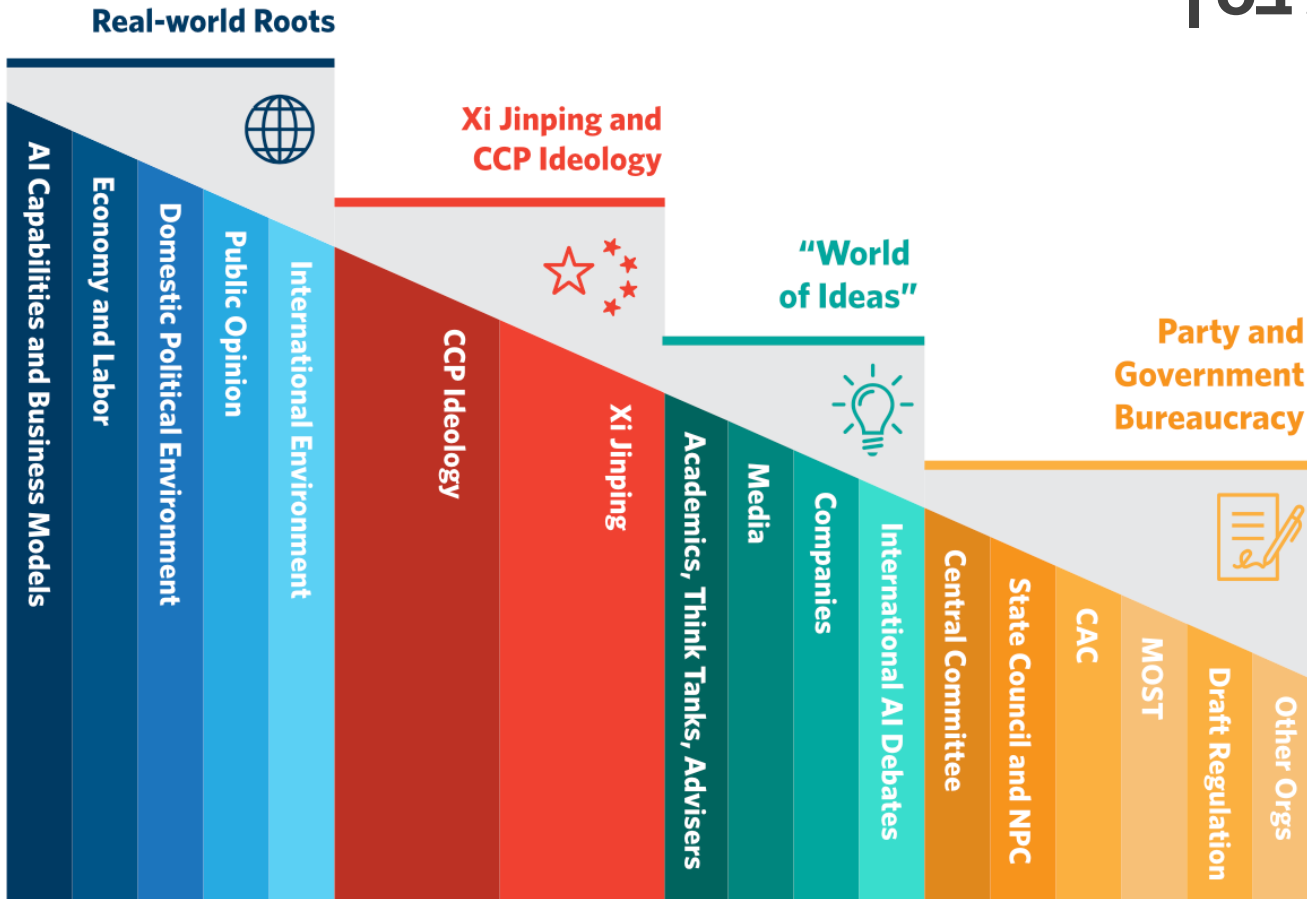 Real-world Roots
AI Capabilities and Business Models
Economy and Labor
Domestic Political Environment
Public Opinion
International Environment
Xi Jinping and
CCP Ideology
CCP Ideology
Xi Jinping
“World
of Ideas”
Academics, Think Tanks, Advisers
Media
Companies
International AI Debates
Party and
Government
Bureaucracy
Central Committee
State Council and NPC
CAC
MOST
Draft Regulation
Other Orgs